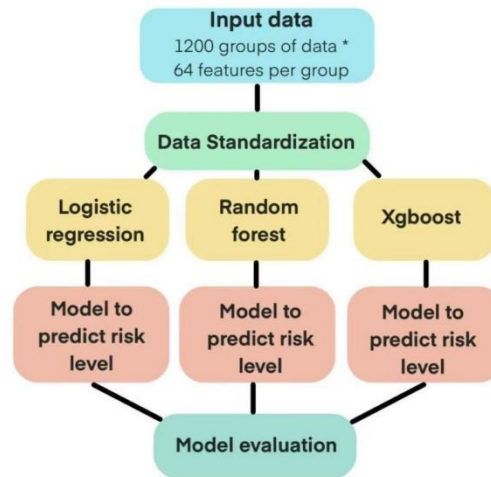 Input data
1200 groups of data *
64 features per group
Data Standardization
Logistic
regression
Random
forest
Xgboost
Model to
predict risk
level
Model to
predict risk
level
Model to
predict risk
level
Model evaluation